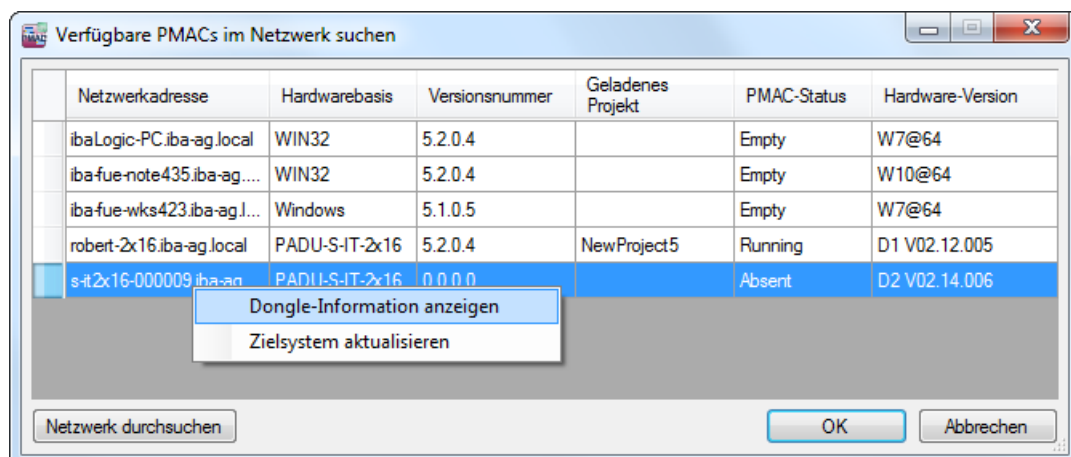 Verfügbare PMACs im Netzwerk suchen
Netzwerkadresse Hardwarebasis Versionsnummer Geladenes Projekt PMAC-Status Hardware-Version
ibaLogic-PC.iba-ag.local WIN32 5.2.0.4 Empty W7@64
iba-fue-note435.iba-ag.... WIN32 5.2.0.4 Empty W10@64
iba-fue-wks423.iba-ag.l... Windows 5.1.0.5 Empty W7@64
robert-2x16.iba-ag.local PADU-S-IT-2x16 5.2.0.4 NewProject5 Running D1 V02.12.005
s-it2x16-000009.iba-ag PADU-S-IT-2x16 0.0.0.0 Absent D2 V02.14.006
Dongle-Information anzeigen
Zielsystem aktualisieren
Netzwerk durchsuchen OK Abbrechen